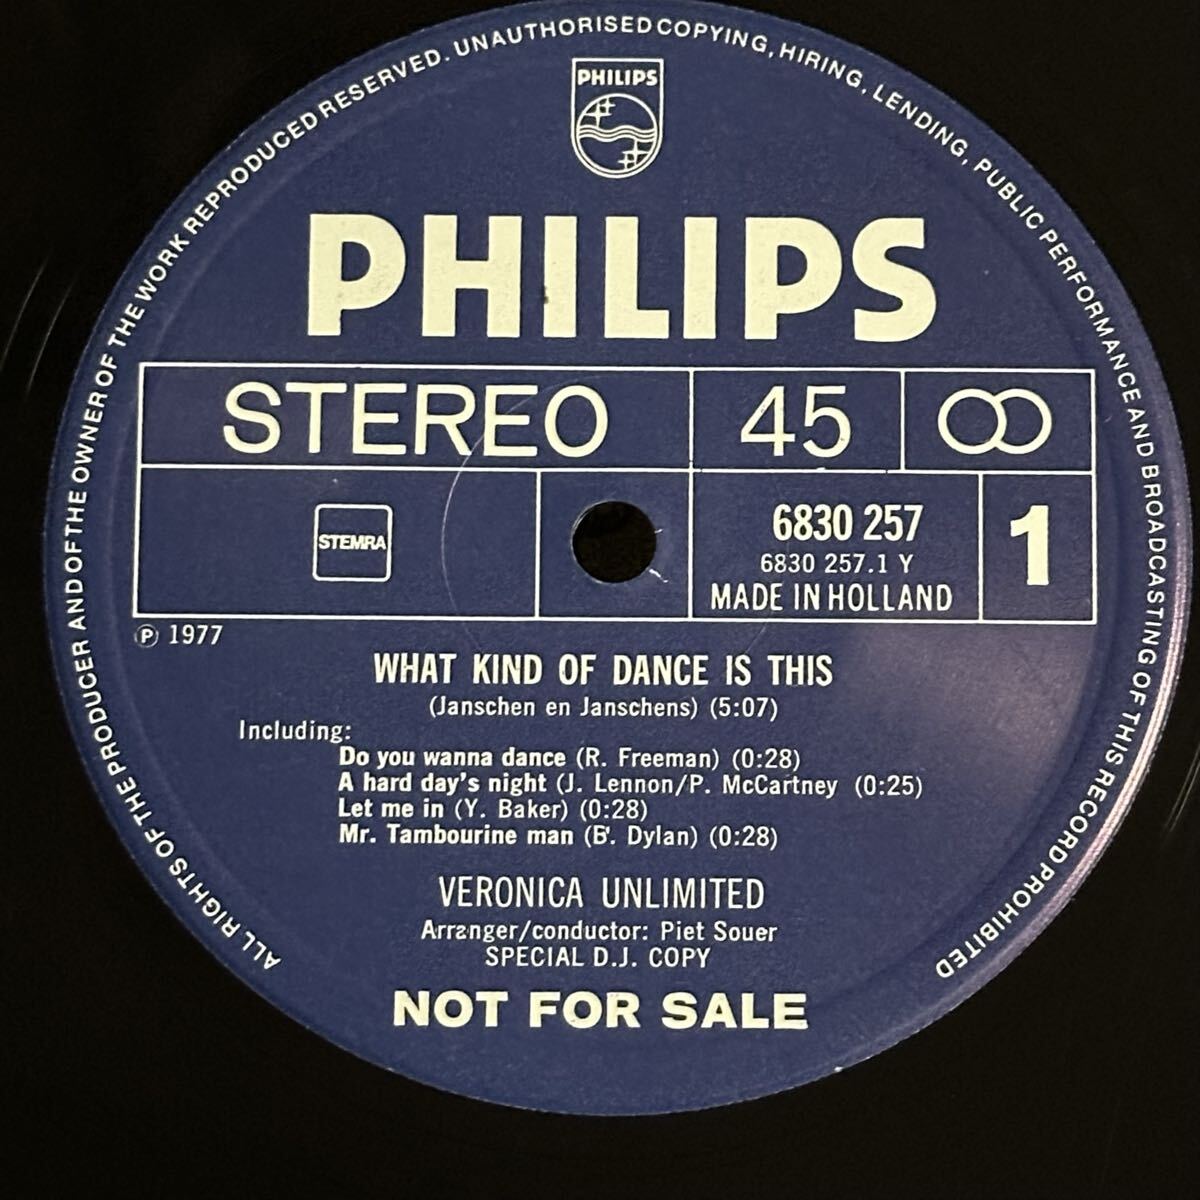 ALL RIGHTS OF THE PRODUCER AND OF THE OWNER OF THE WORK REPRODUCED RESERVED. UNAUTHORISED COPYING, HIRING, LENDING, PUBLIC PERFORMANCE AND BROADCASTING OF THIS RECORD PROHIBITED
PHILIPS
PHILIPS
STEREO 45
STEMRA
6830 257
6830 257.1 Y
MADE IN HOLLAND
1
℗ 1977
WHAT KIND OF DANCE IS THIS
(Janschen en Janschens) (5:07)
Including:
Do you wanna dance (R. Freeman) (0:28)
A hard day's night (J. Lennon/P. McCartney (0:25)
Let me in (Y. Baker) (0:28)
Mr. Tambourine man (B'. Dylan) (0:28)
VERONICA UNLIMITED
Arranger/conductor: Piet Souer
SPECIAL D.J. COPY
NOT FOR SALE